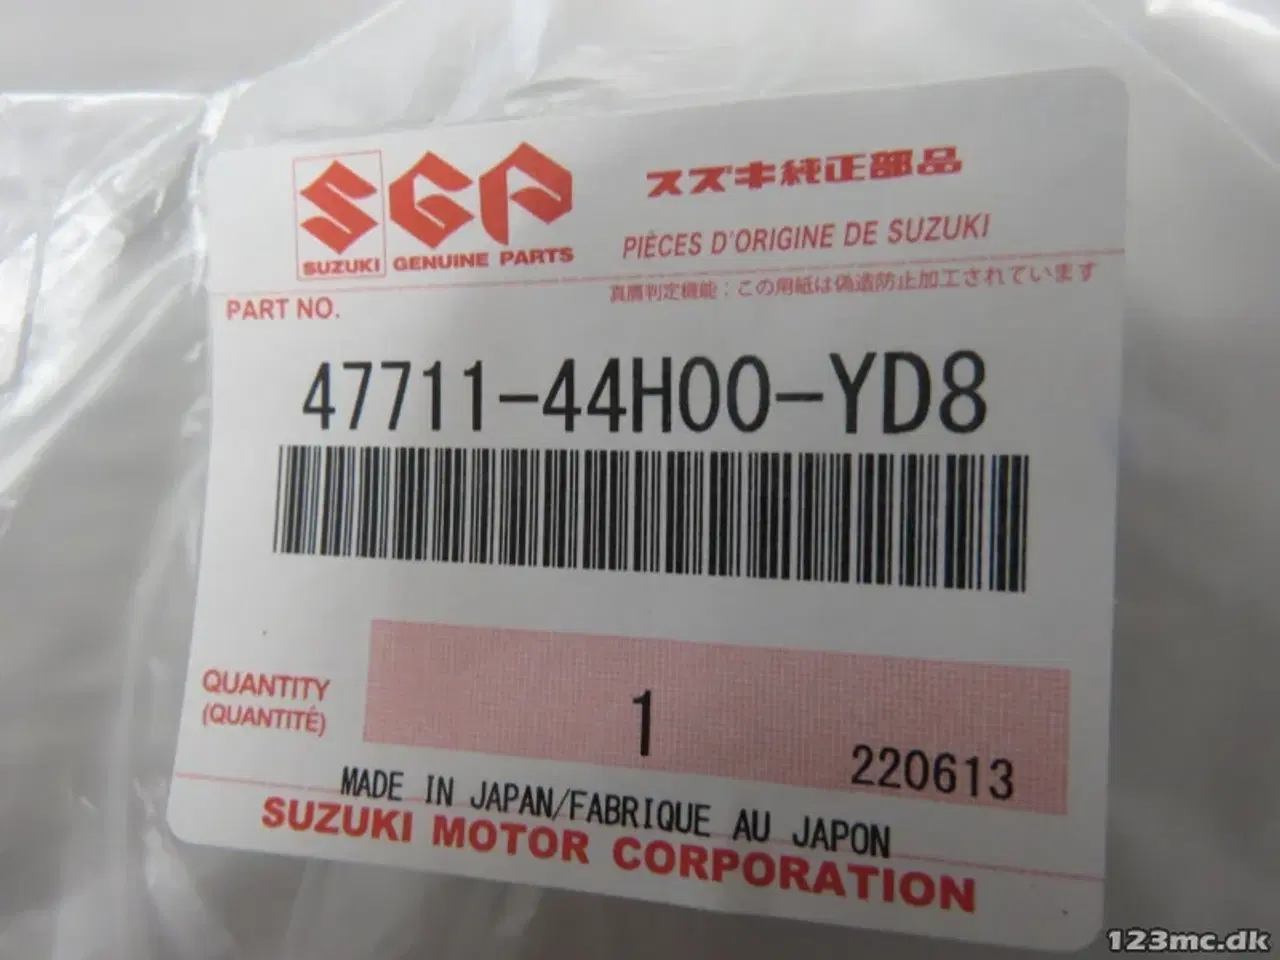 SGP
スズキ純正部品
SUZUKI GENUINE PARTS
PIÈCES D'ORIGINE DE SUZUKI
PART NO.
真贋判定機能:この用紙は偽造防止加工されています
47711-44H00-YD8
QUANTITY
(QUANTITÉ)
1
220613
MADE IN JAPAN/FABRIQUE AU JAPON
SUZUKI MOTOR CORPORATION
123mc.dk